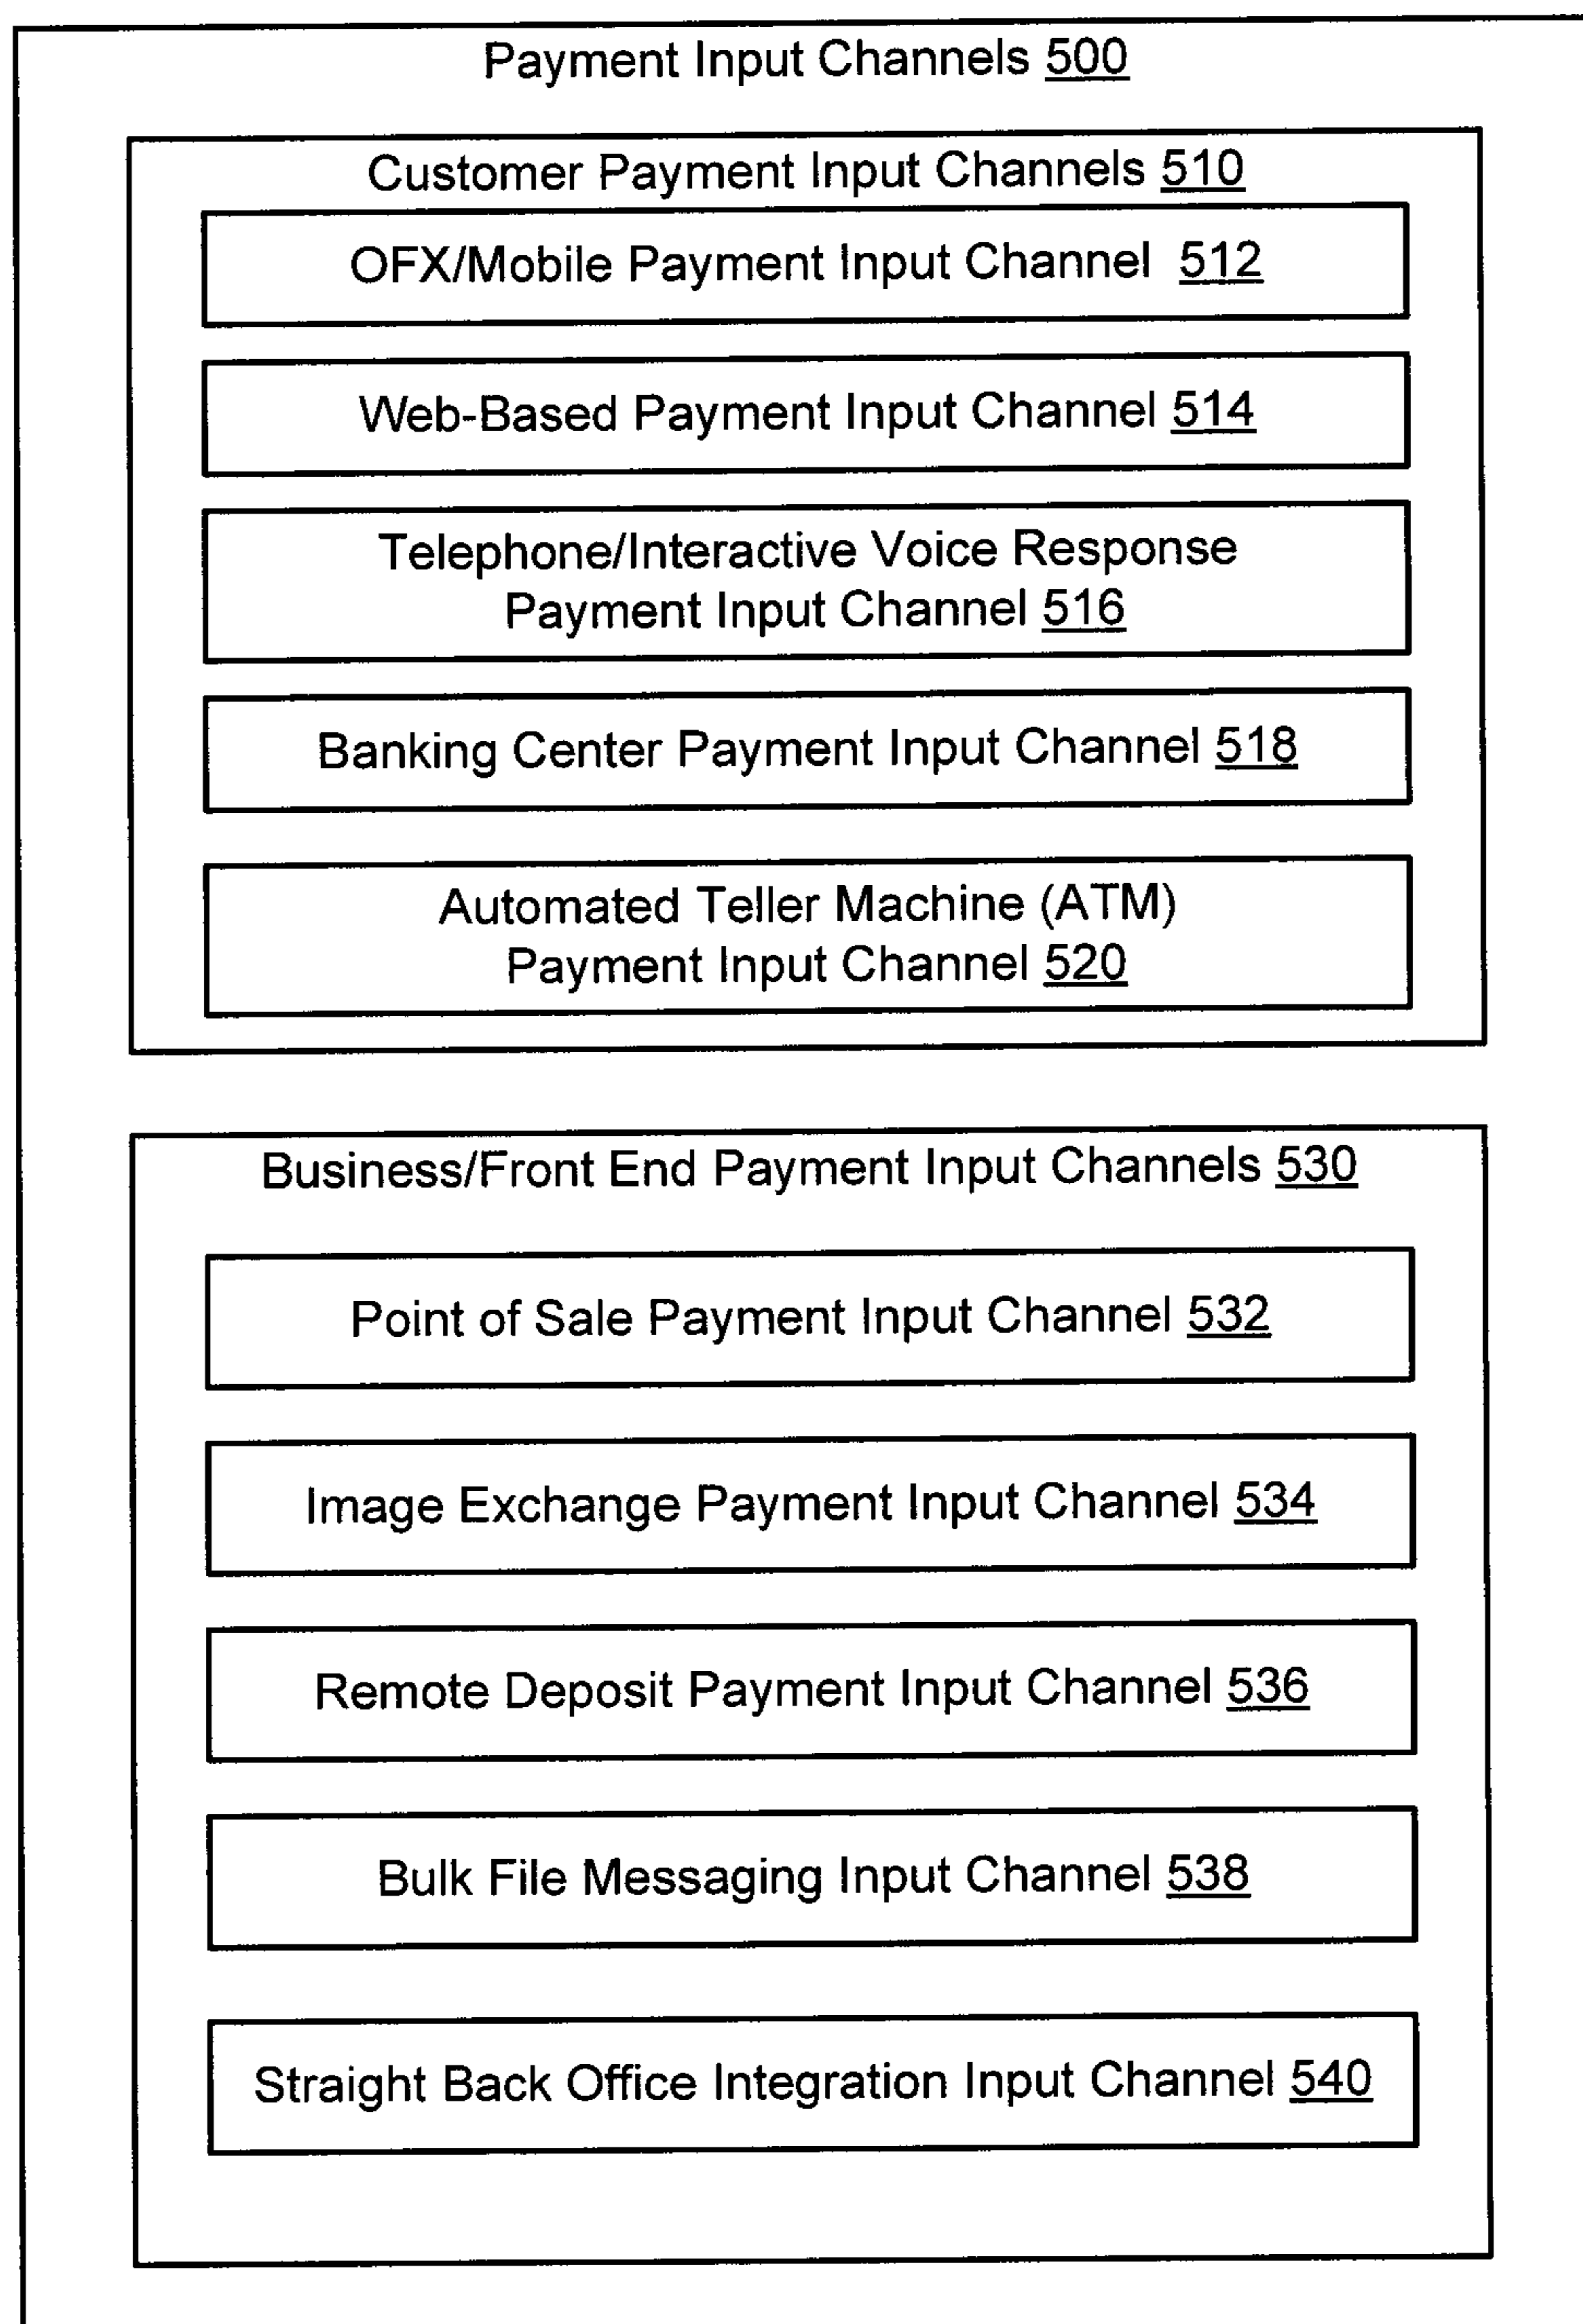 Payment Input Channels 500
Customer Payment Input Channels 510
OFX/Mobile Payment Input Channel 512
Web-Based Payment Input Channel 514
Telephone/Interactive Voice Response
Payment Input Channel 516
Banking Center Payment Input Channel 518
Automated Teller Machine (ATM)
Payment Input Channel 520
Business/Front End Payment Input Channels 530
Point of Sale Payment Input Channel 532
Image Exchange Payment Input Channel 534
Remote Deposit Payment Input Channel 536
Bulk File Messaging Input Channel 538
Straight Back Office Integration Input Channel 540